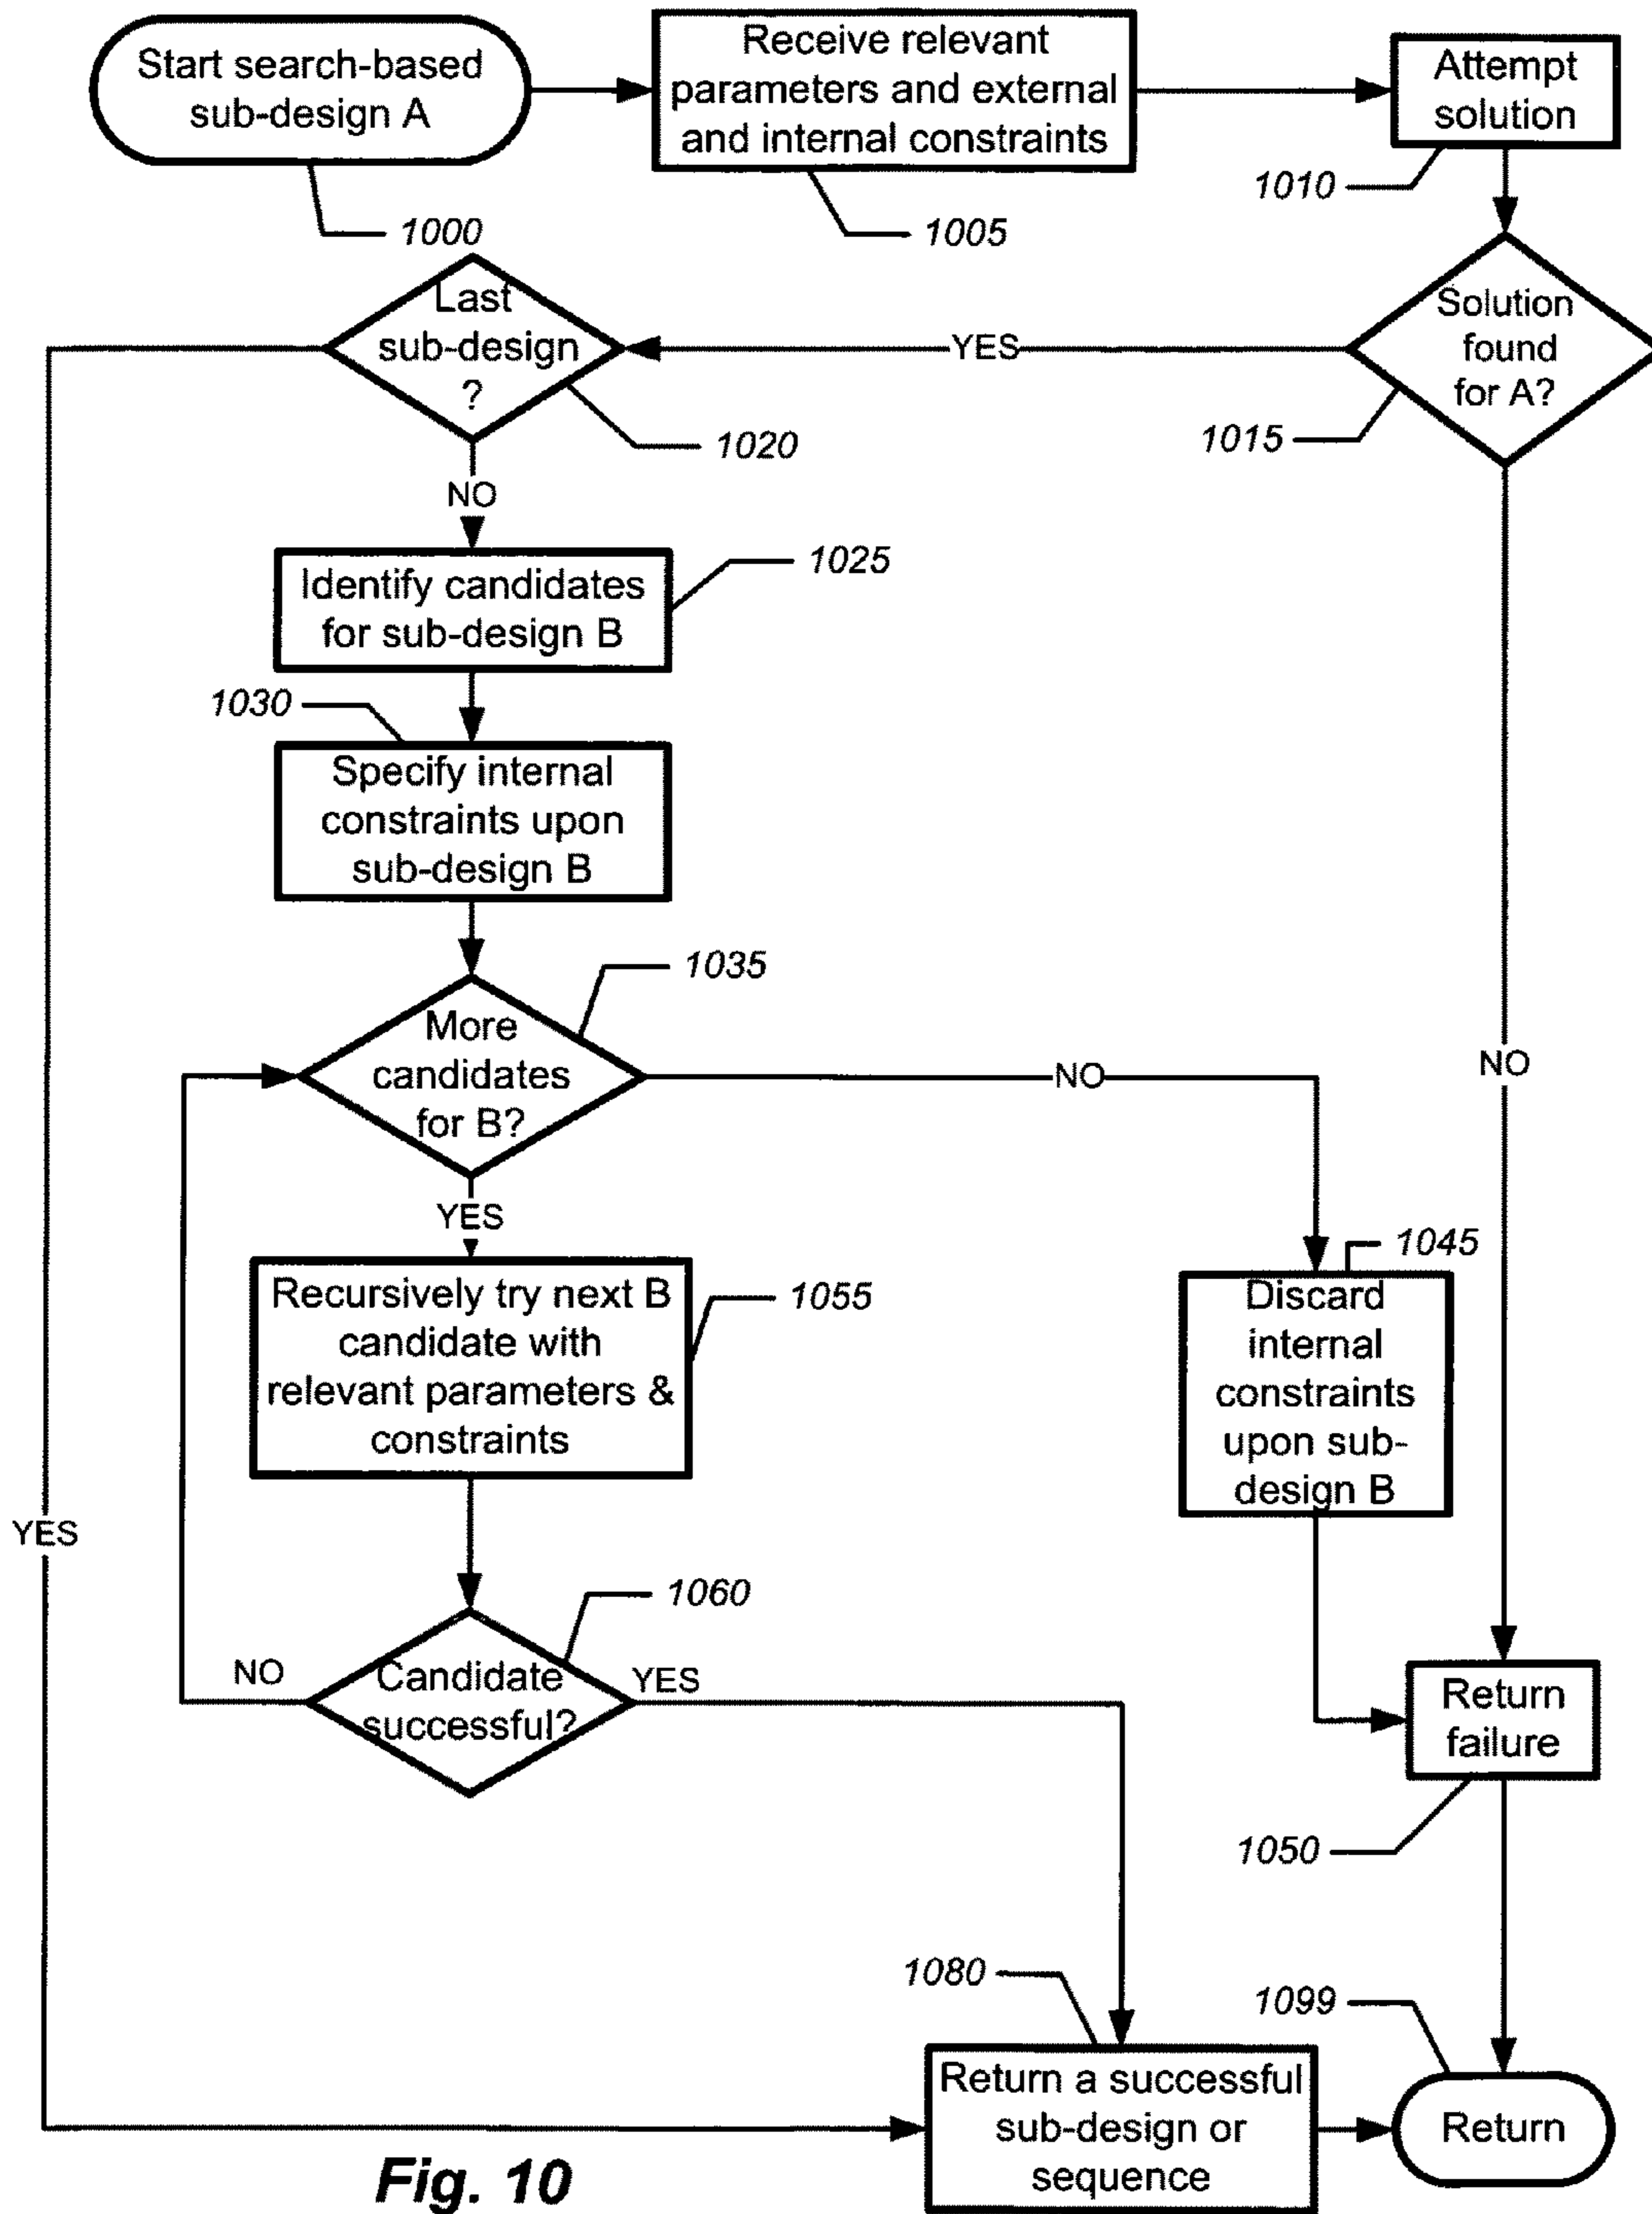 Start search-based
sub-design A
1000
Receive relevant
parameters and external
and internal constraints
1005
Attempt
solution
1010
Solution
found
for A?
1015
YES
NO
Last
sub-design
?
1020
YES
NO
Identify candidates
for sub-design B
1025
1030
Specify internal
constraints upon
sub-design B
1035
More
candidates
for B?
NO
YES
1045
Discard
internal
constraints
upon sub-
design B
Recursively try next B
candidate with
relevant parameters &
constraints
1055
1060
Candidate
successful?
NO
YES
Return
failure
1050
1080
Return a successful
sub-design or
sequence
1099
Return
Fig. 10